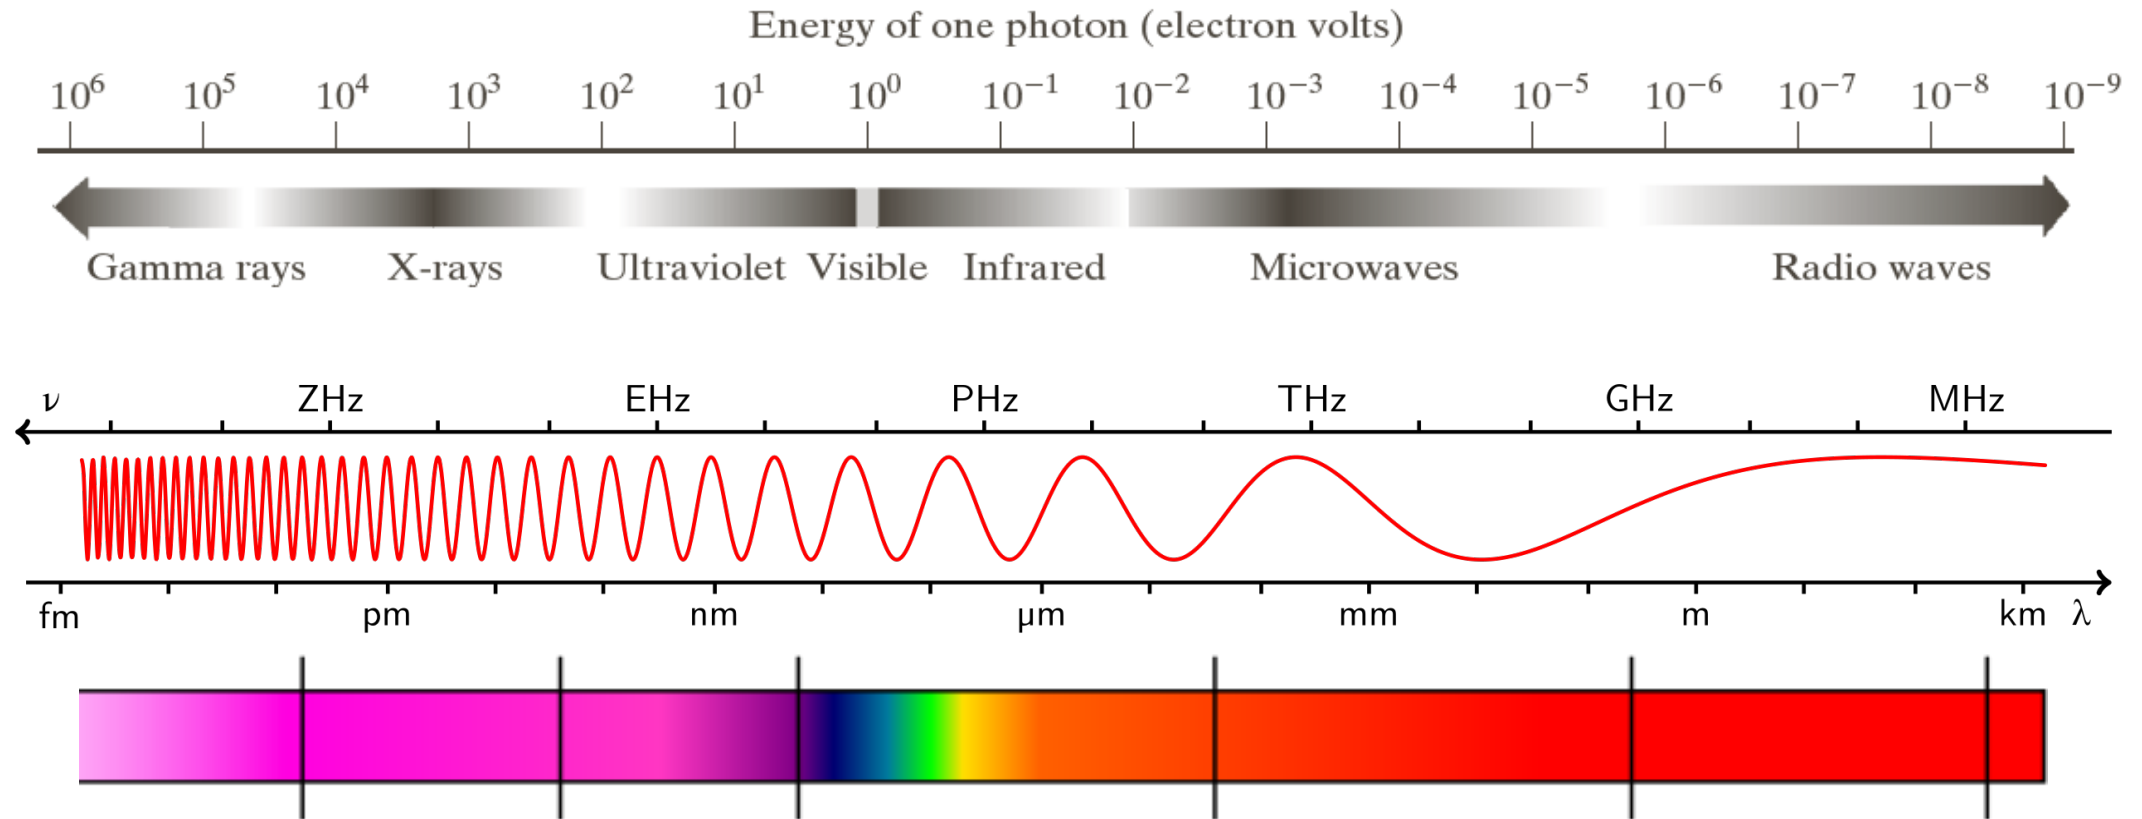 Energy of one photon (electron volts)
10⁶ 10⁵ 10⁴ 10³ 10² 10¹ 10⁰ 10⁻¹ 10⁻² 10⁻³ 10⁻⁴ 10⁻⁵ 10⁻⁶ 10⁻⁷ 10⁻⁸ 10⁻⁹
Gamma rays X-rays Ultraviolet Visible Infrared Microwaves Radio waves
ν ZHz EHz PHz THz GHz MHz
fm pm nm μm mm m km λ